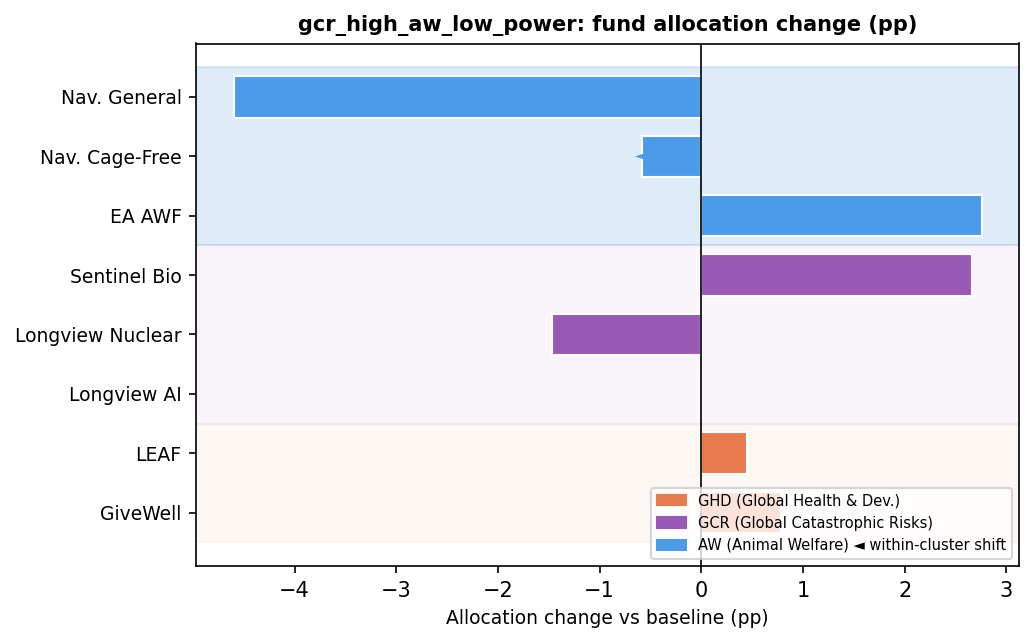 gcr_high_aw_low_power: fund allocation change (pp)
Nav. General
Nav. Cage-Free
EA AWF
Sentinel Bio
Longview Nuclear
Longview AI
LEAF
GiveWell
GHD (Global Health & Dev.)
GCR (Global Catastrophic Risks)
AW (Animal Welfare) ◄ within-cluster shift
−4 −3 −2 −1 0 1 2 3
Allocation change vs baseline (pp)